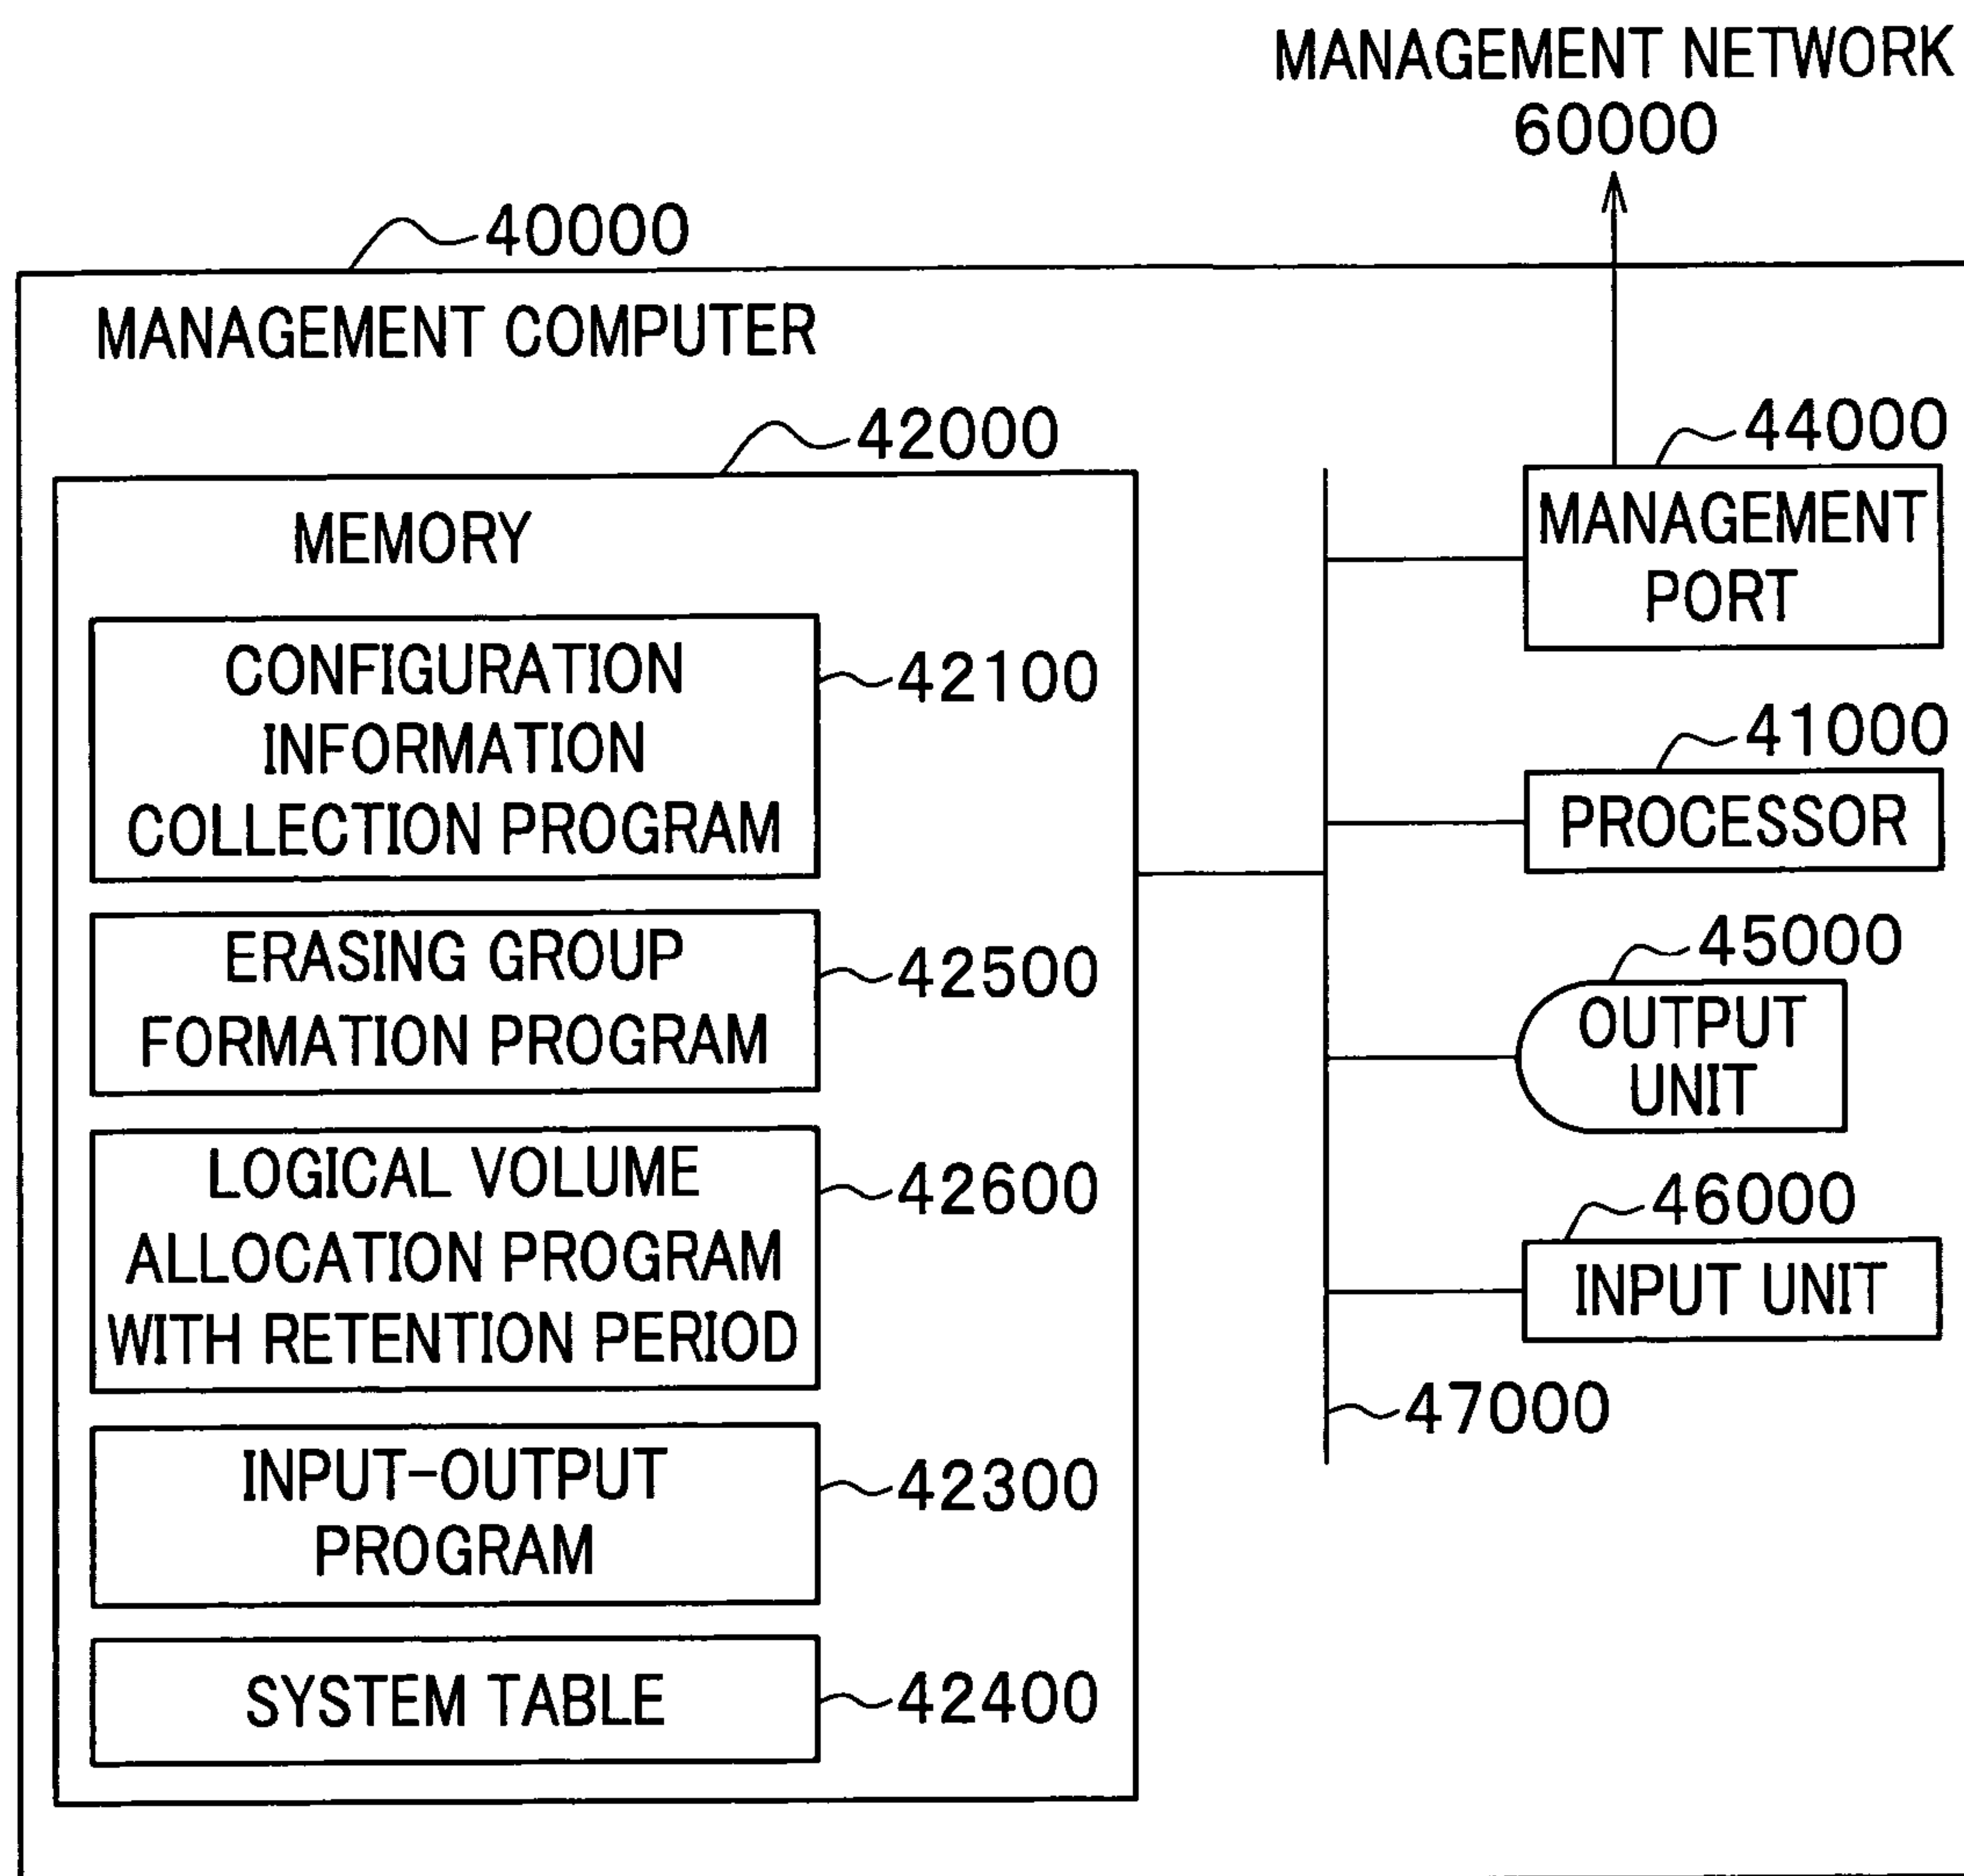 MANAGEMENT NETWORK
60000
40000
MANAGEMENT COMPUTER
42000
MEMORY
CONFIGURATION
INFORMATION
COLLECTION PROGRAM
42100
ERASING GROUP
FORMATION PROGRAM
42500
LOGICAL VOLUME
ALLOCATION PROGRAM
WITH RETENTION PERIOD
42600
INPUT-OUTPUT
PROGRAM
42300
SYSTEM TABLE
42400
44000
MANAGEMENT
PORT
41000
PROCESSOR
45000
OUTPUT
UNIT
46000
INPUT UNIT
47000